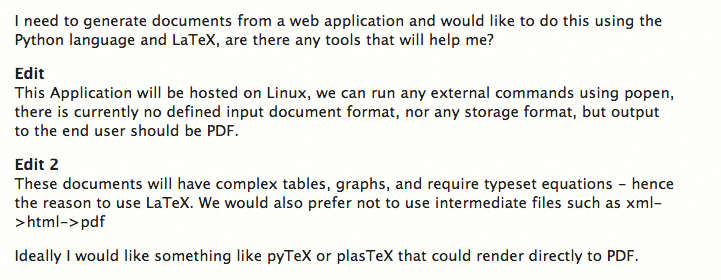 I need to generate documents from a web application and would like to do this using the
Python language and LaTeX, are there any tools that will help me?
Edit
This Application will be hosted on Linux, we can run any external commands using popen,
there is currently no defined input document format, nor any storage format, but output
to the end user should be PDF.
Edit 2
These documents will have complex tables, graphs, and require typeset equations – hence
the reason to use LaTeX. We would also prefer not to use intermediate files such as xml-
>html->pdf
Ideally I would like something like pyTeX or plasTeX that could render directly to PDF.